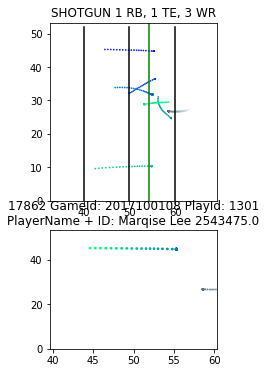 SHOTGUN 1 RB, 1 TE, 3 WR
50
40
30
20
10
0
40 50 60
17862 GameId: 2017100108 PlayId: 1301
PlayerName + ID: Marqise Lee 2543475.0
40
20
0
40 45 50 55 60